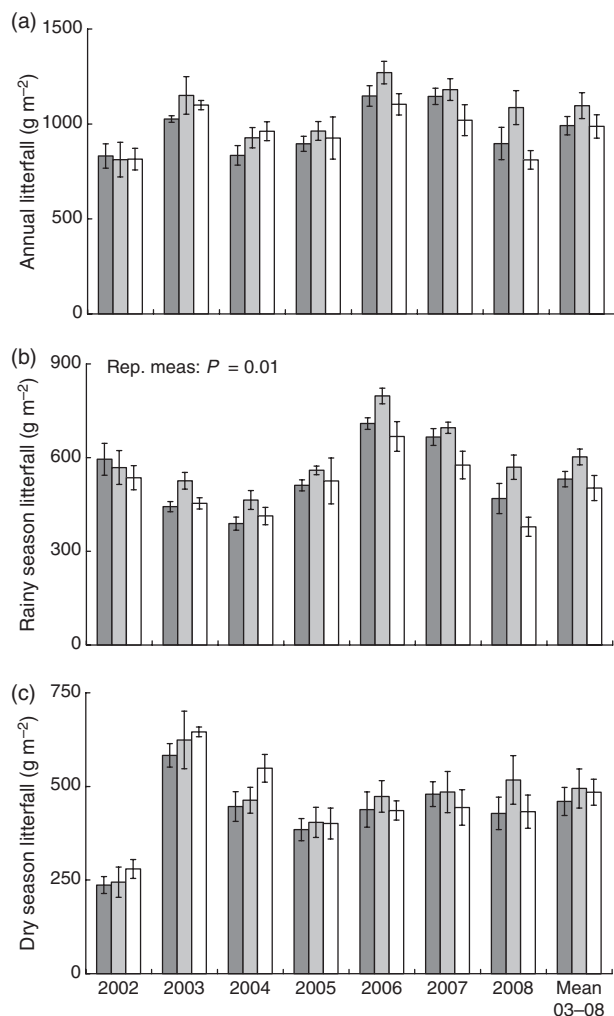 (a)
Annual litterfall (g m⁻²)
1500
1000
500
0
(b)
Rainy season litterfall (g m⁻²)
900
Rep. meas: P = 0.01
600
300
0
(c)
Dry season litterfall (g m⁻²)
750
500
250
0
2002 2003 2004 2005 2006 2007 2008 Mean
03–08